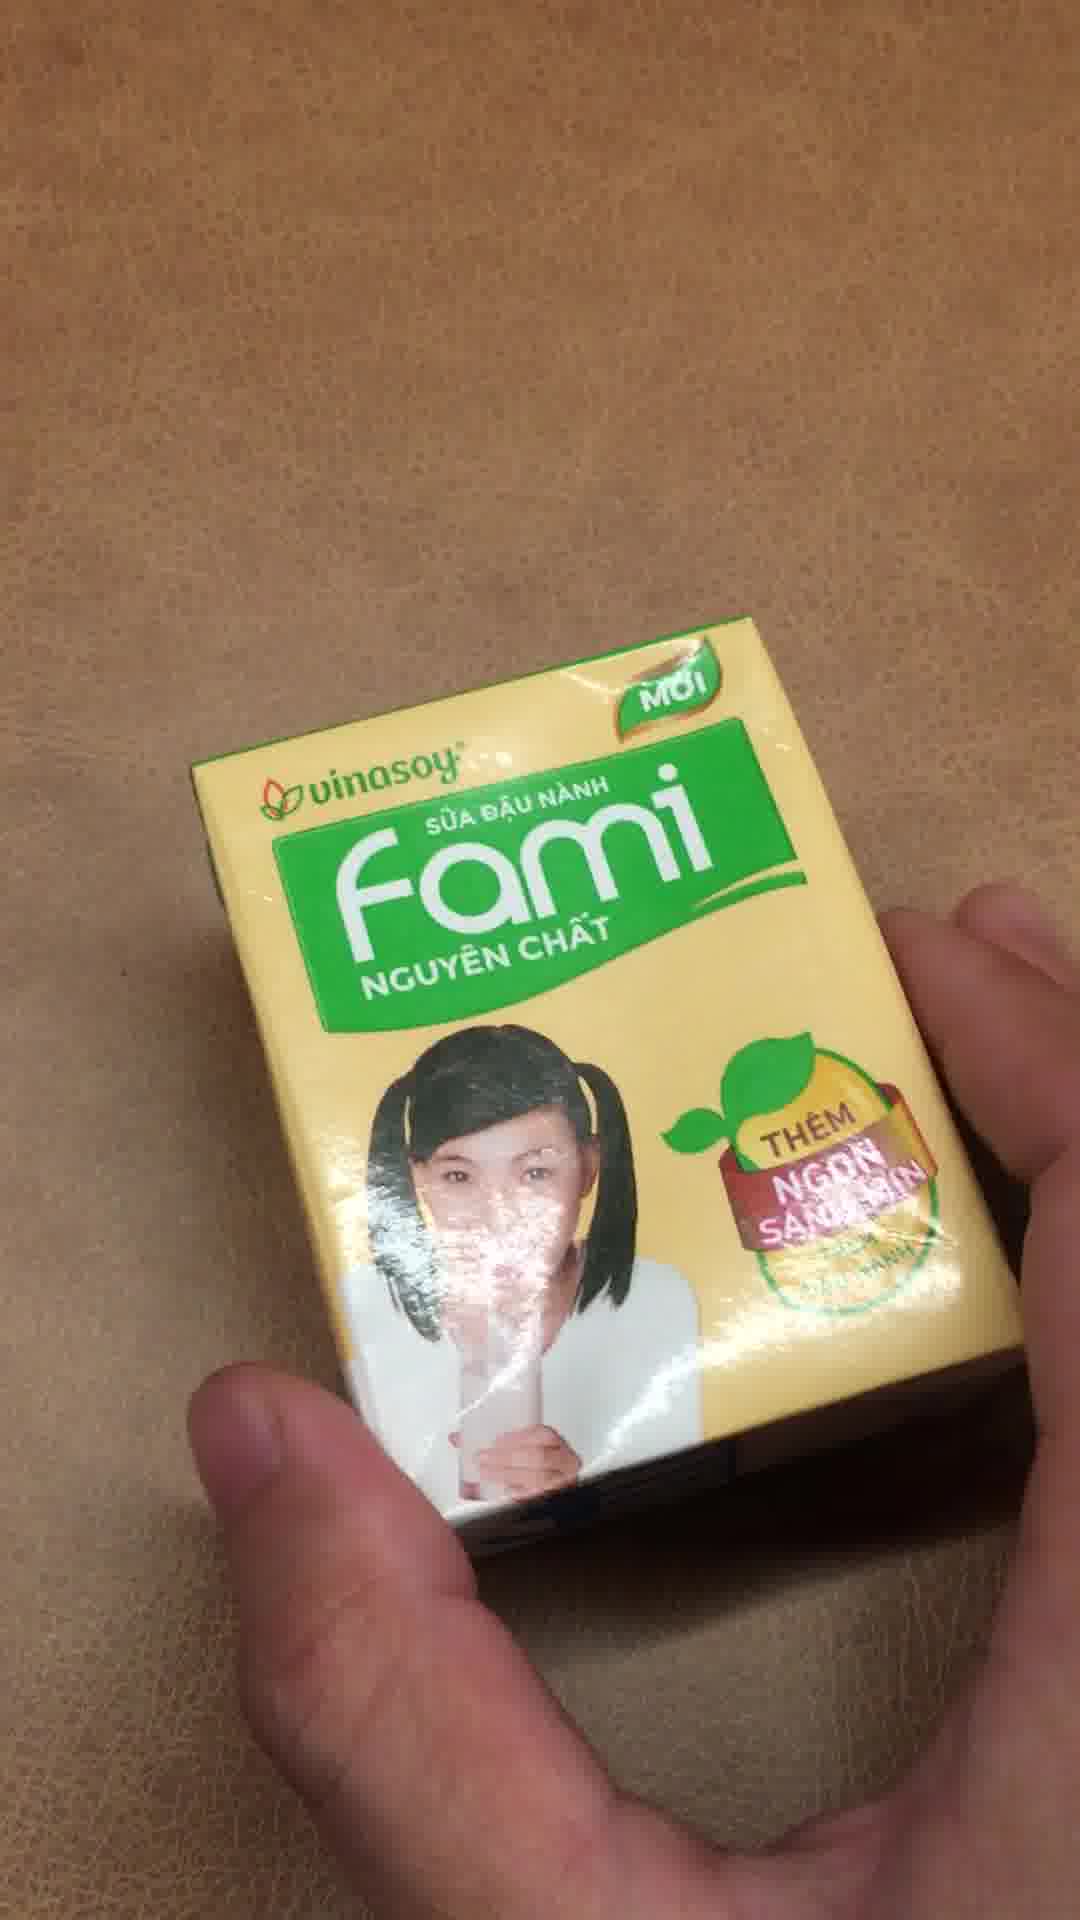 MỚI
vinasoy
SỮA ĐẬU NÀNH
fami
NGUYÊN CHẤT
THÊM
NGON